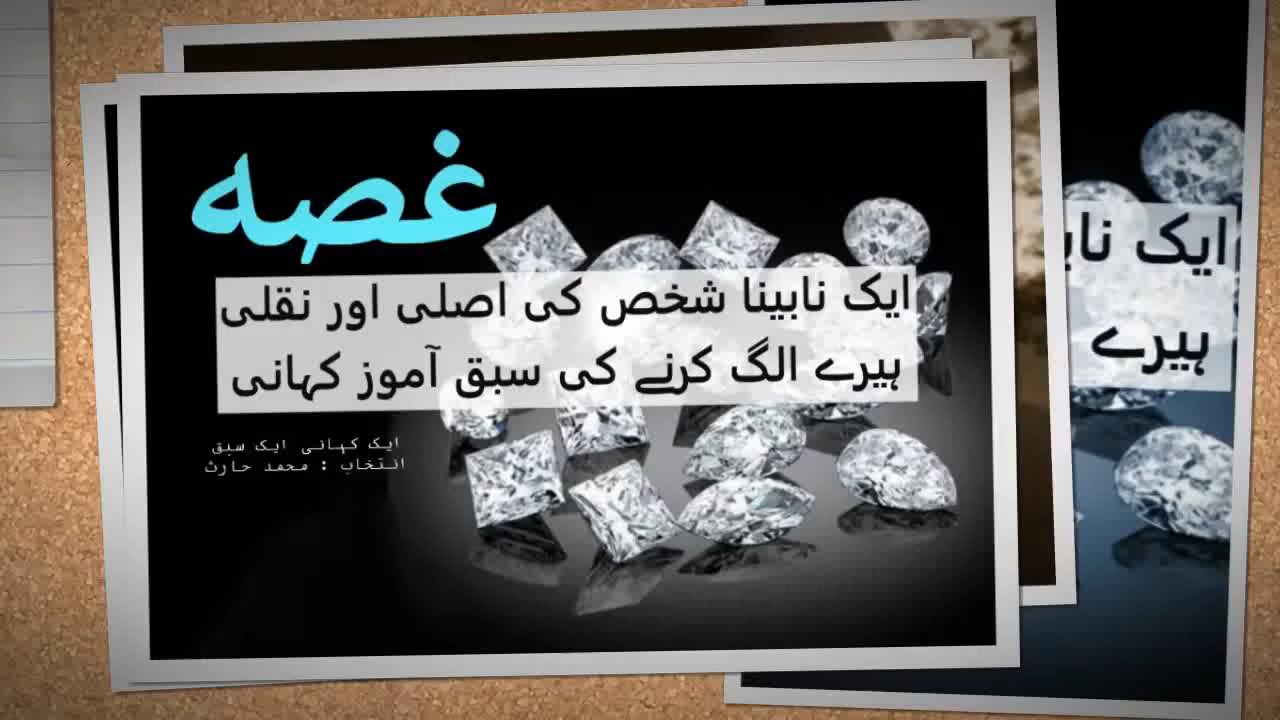 غصہ
ایک نابینا شخص کی اصلی اور نقلی
ہیرے الگ کرنے کی سبق آموز کہانی
ایک کہانی ایک سبق
انتخاب : محمد حارث
ایک ناب
ہیرے